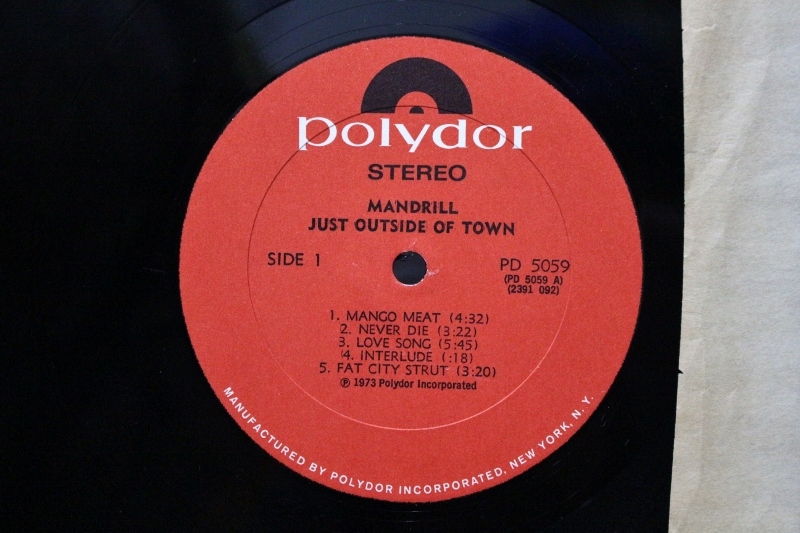 polydor
STEREO
MANDRILL
JUST OUTSIDE OF TOWN
SIDE 1
PD 5059
(PD 5059 A)
(2391 092)
1. MANGO MEAT (4:32)
2. NEVER DIE (3:22)
3. LOVE SONG (5:45)
4. INTERLUDE (:18)
5. FAT CITY STRUT (3:20)
℗ 1973 Polydor Incorporated
MANUFACTURED BY POLYDOR INCORPORATED, NEW YORK, N.Y.